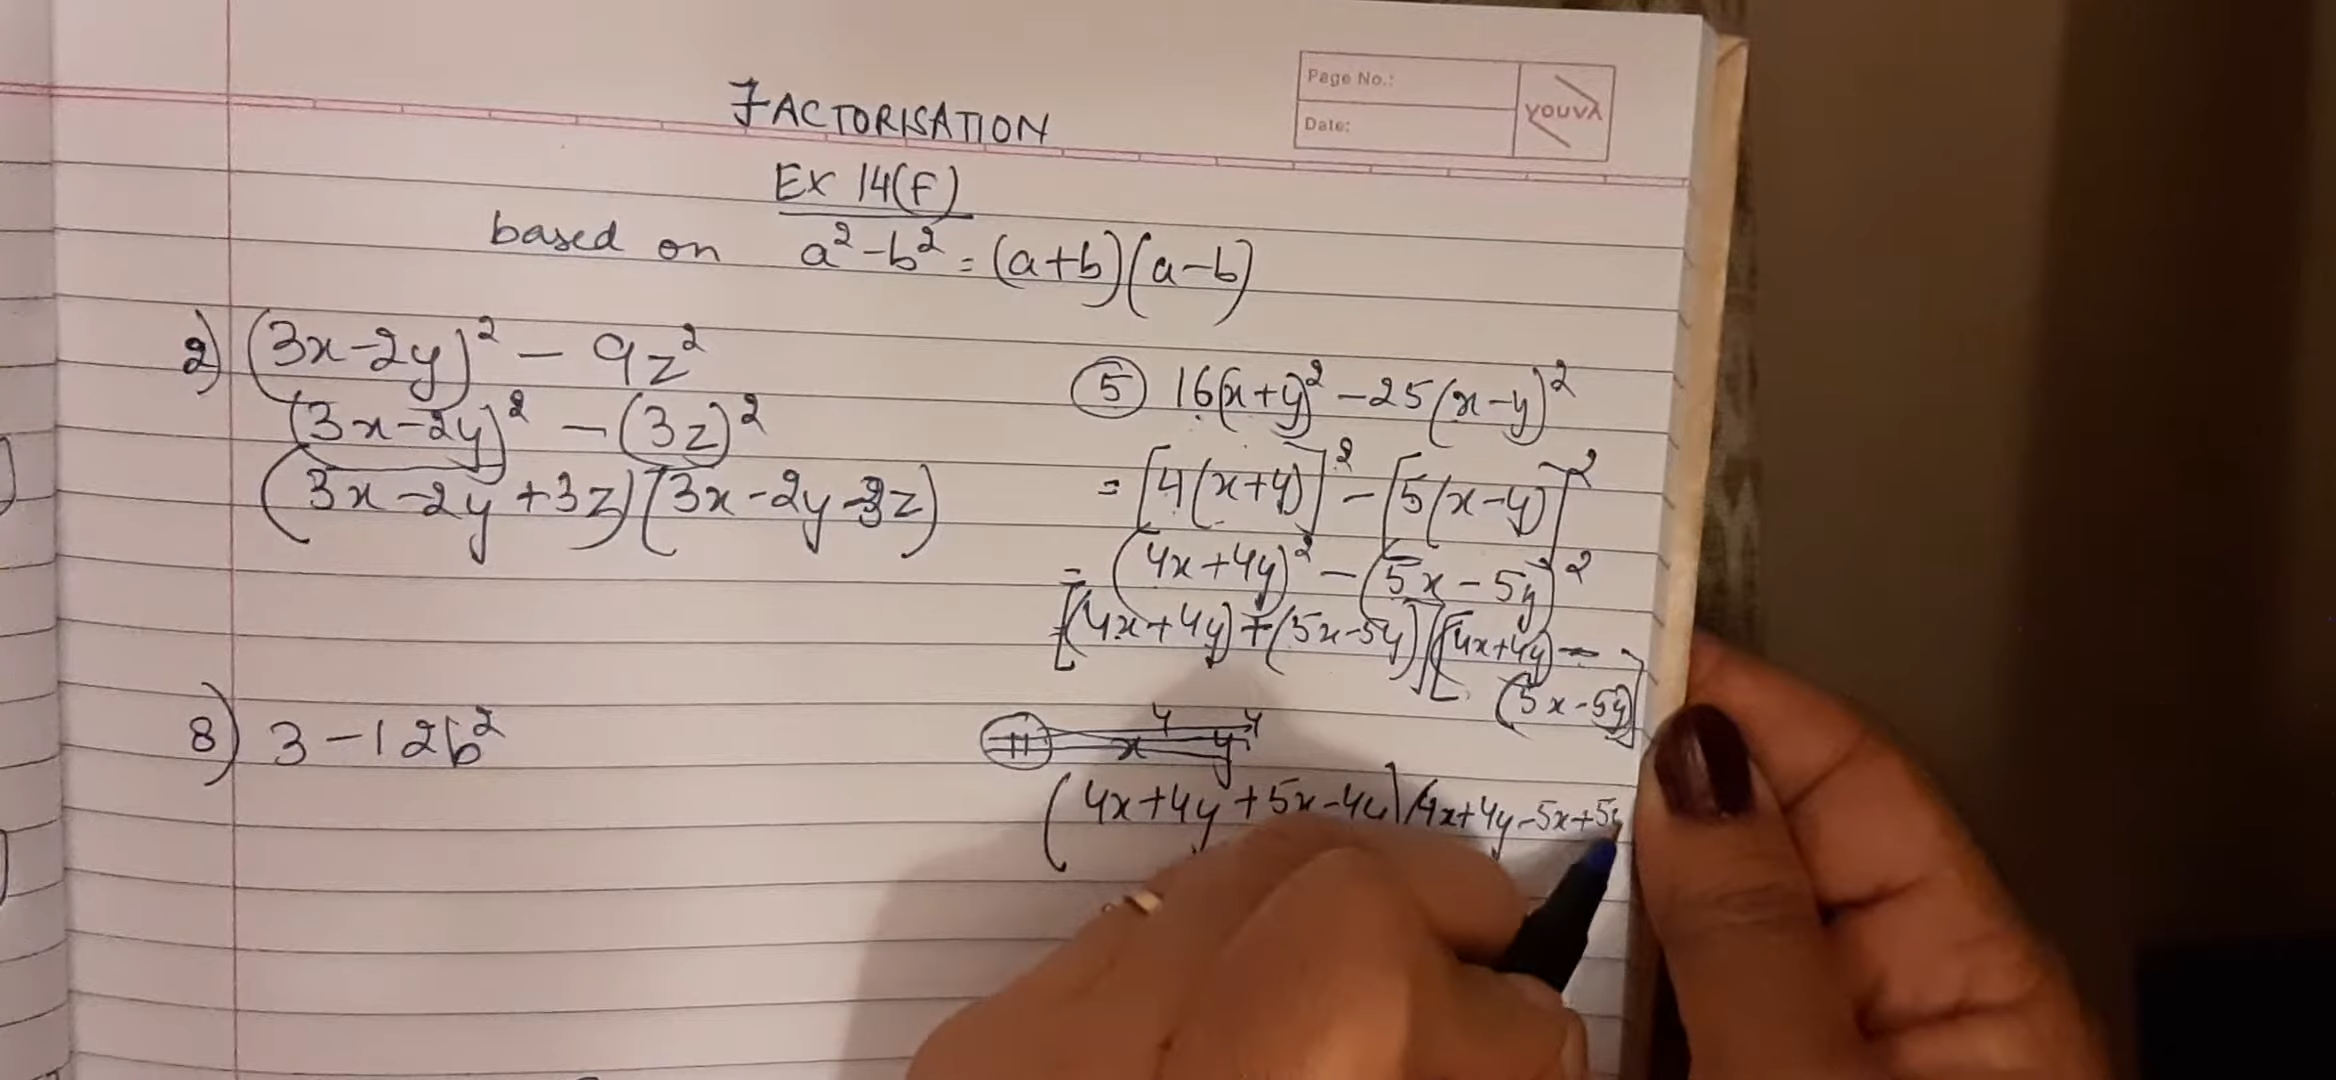 Page No.:
Date:
YOUVA
FACTORISATION
Ex 14(F)
based on a² - b² = (a+b)(a-b)
2) (3x-2y)² - 9z²
(3x-2y)² - (3z)²
(3x-2y+3z)(3x-2y-3z)
8) 3 - 12b²
5 16(x+y)² - 25(x-y)²
= [4(x+y)]² - [5(x-y)]²
= (4x+4y)² - (5x-5y)²
[(4x+4y)+(5x-5y)][(4x+4y)-
(5x-5y)]
(4x+4y+5x-4y)(4x+4y-5x+5y